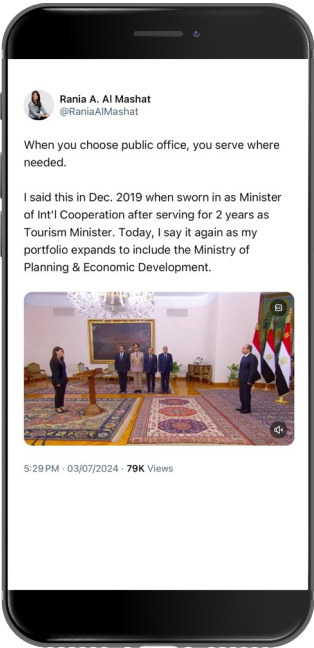 Rania A. Al Mashat
@RaniaAlMashat
When you choose public office, you serve where
needed.
I said this in Dec. 2019 when sworn in as Minister
of Int'l Cooperation after serving for 2 years as
Tourism Minister. Today, I say it again as my
portfolio expands to include the Ministry of
Planning & Economic Development.
5:29 PM · 03/07/2024 · 79K Views